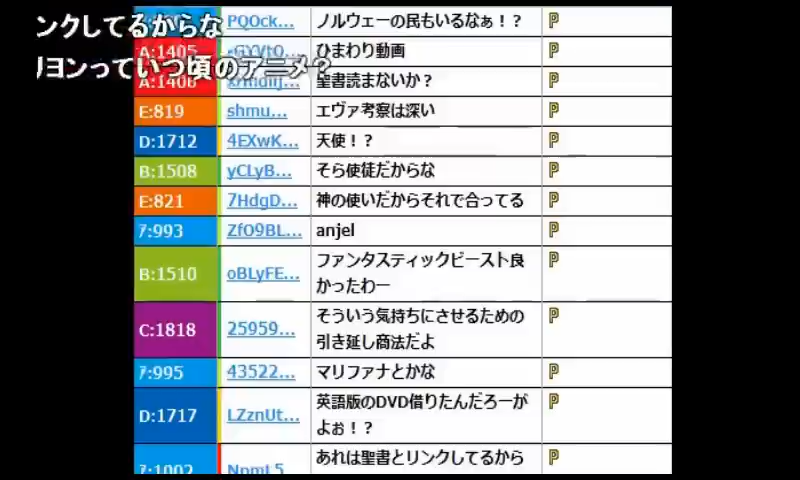 ンクしてるからな
PQOck... ノルウェーの民もいるなぁ！？ P
A:1405 ひまわり動画 P
リヨンっていつ頃のアニメ？
A:1406 聖書読まないか？ P
E:819 shmu... エヴァ考察は深い P
D:1712 4EXwK... 天使！？ P
B:1508 yCLyB... そら使徒だからな P
E:821 7HdgD... 神の使いだからそれで合ってる P
ｱ:993 ZfO9BL... anjel P
B:1510 oBLyFE... ファンタスティックビースト良 P
かったわー
C:1818 25959... そういう気持ちにさせるための P
引き延し商法だよ
ｱ:995 43522... マリファナとかな P
D:1717 LZznUt... 英語版のDVD借りたんだろーが P
よぉ！？
ｱ:1002 NpmL5 あれは聖書とリンクしてるから P